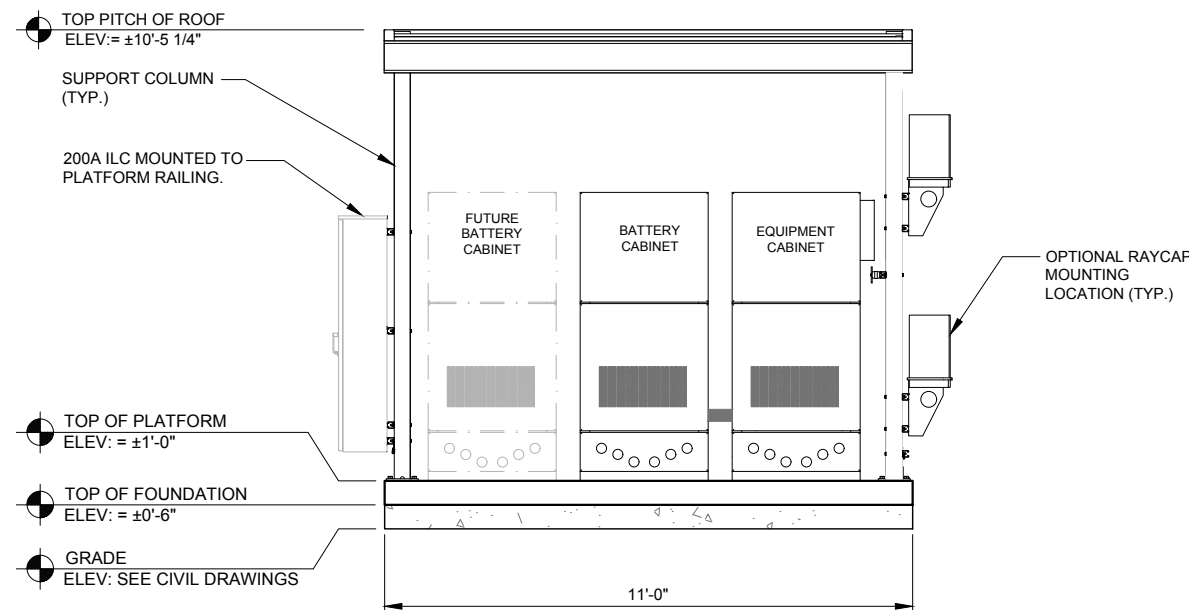 TOP PITCH OF ROOF
ELEV:= ±10'-5 1/4"
SUPPORT COLUMN
(TYP.)
200A ILC MOUNTED TO
PLATFORM RAILING.
FUTURE
BATTERY
CABINET
BATTERY
CABINET
EQUIPMENT
CABINET
OPTIONAL RAYCAP
MOUNTING
LOCATION (TYP.)
TOP OF PLATFORM
ELEV: = ±1'-0"
TOP OF FOUNDATION
ELEV: = ±0'-6"
GRADE
ELEV: SEE CIVIL DRAWINGS
11'-0"